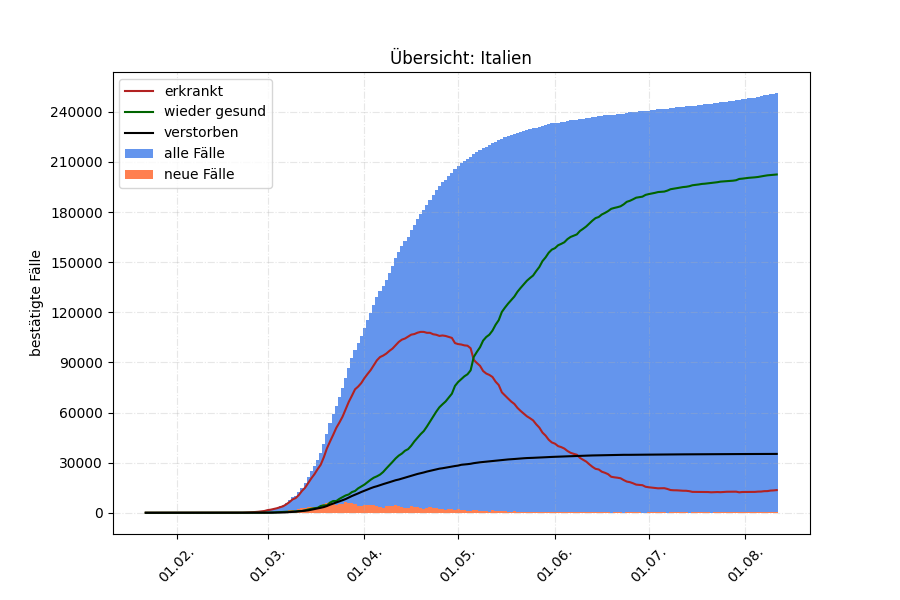 Übersicht: Italien
erkrankt
wieder gesund
verstorben
alle Fälle
neue Fälle
bestätigte Fälle
240000
210000
180000
150000
120000
90000
60000
30000
0
01.02.
01.03.
01.04.
01.05.
01.06.
01.07.
01.08.